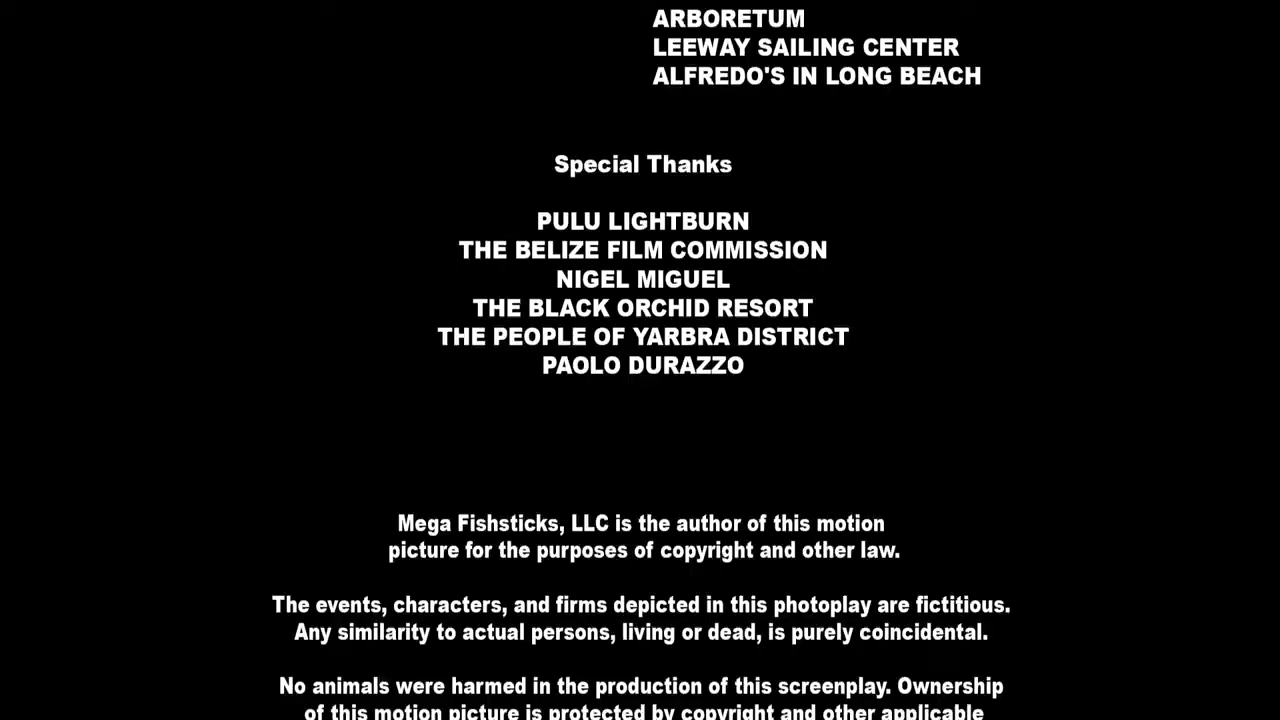 ARBORETUM
LEEWAY SAILING CENTER
ALFREDO'S IN LONG BEACH
Special Thanks
PULU LIGHTBURN
THE BELIZE FILM COMMISSION
NIGEL MIGUEL
THE BLACK ORCHID RESORT
THE PEOPLE OF YARBRA DISTRICT
PAOLO DURAZZO
Mega Fishsticks, LLC is the author of this motion
picture for the purposes of copyright and other law.
The events, characters, and firms depicted in this photoplay are fictitious.
Any similarity to actual persons, living or dead, is purely coincidental.
No animals were harmed in the production of this screenplay. Ownership
of this motion picture is protected by copyright and other applicable